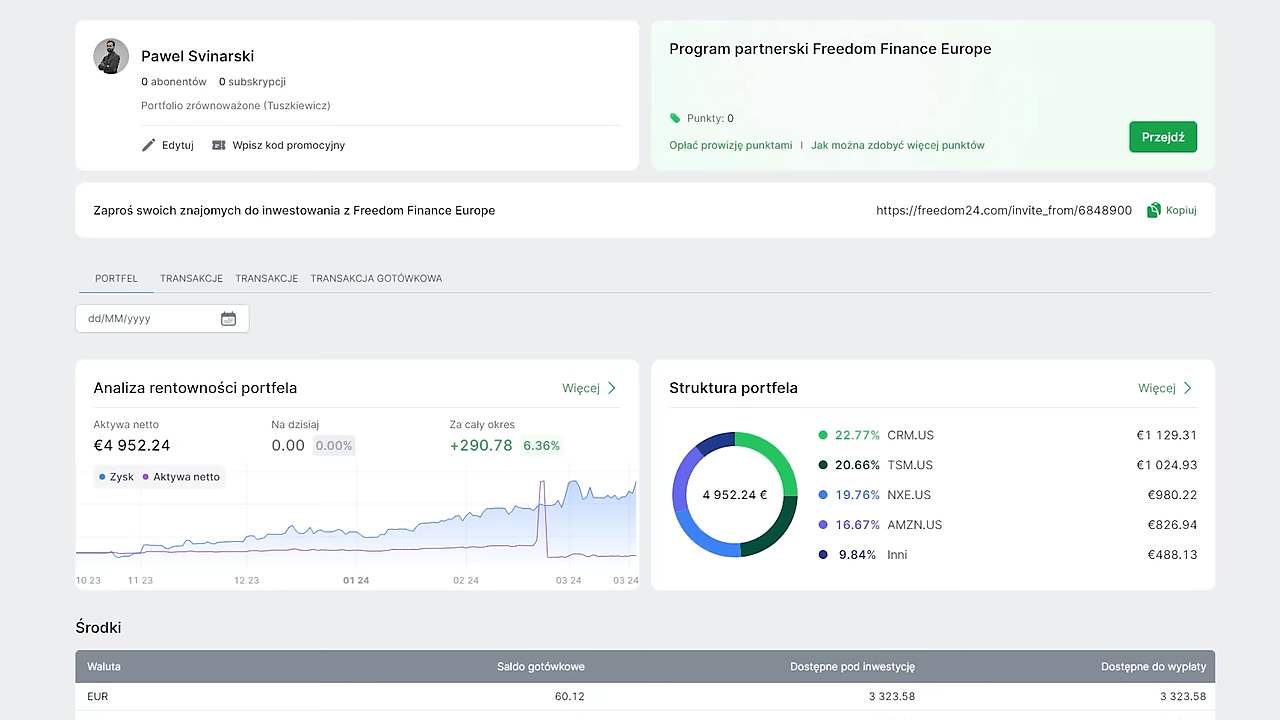 Pawel Svinarski
0 abonentów 0 subskrypcji
Portfolio zrównoważone (Tuszkiewicz)
Edytuj Wpisz kod promocyjny
Program partnerski Freedom Finance Europe
Punkty: 0
Opłać prowizję punktami | Jak można zdobyć więcej punktów
Przejdź
Zaproś swoich znajomych do inwestowania z Freedom Finance Europe
https://freedom24.com/invite_from/6848900 Kopiuj
PORTFEL TRANSAKCJE TRANSAKCJE TRANSAKCJA GOTÓWKOWA
dd/MM/yyyy
Analiza rentowności portfela Więcej
Aktywa netto Na dzisiaj Za cały okres
€4 952.24 0.00 0.00% +290.78 6.36%
Zysk Aktywa netto
10 23 11 23 12 23 01 24 02 24 03 24 03 24
Struktura portfela Więcej
4 952.24 €
22.77% CRM.US €1 129.31
20.66% TSM.US €1 024.93
19.76% NXE.US €980.22
16.67% AMZN.US €826.94
9.84% Inni €488.13
Środki
Waluta Saldo gotówkowe Dostępne pod inwestycję Dostępne do wypłaty
EUR 60.12 3 323.58 3 323.58